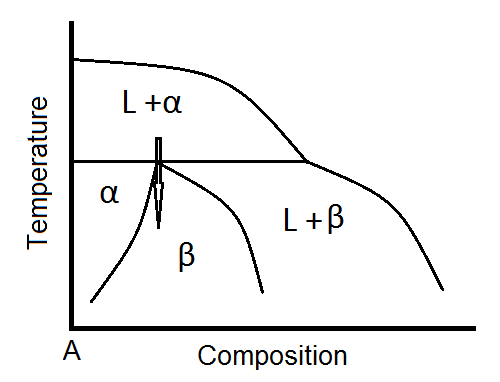 L +α
Temperature
α
L + β
β
A
Composition